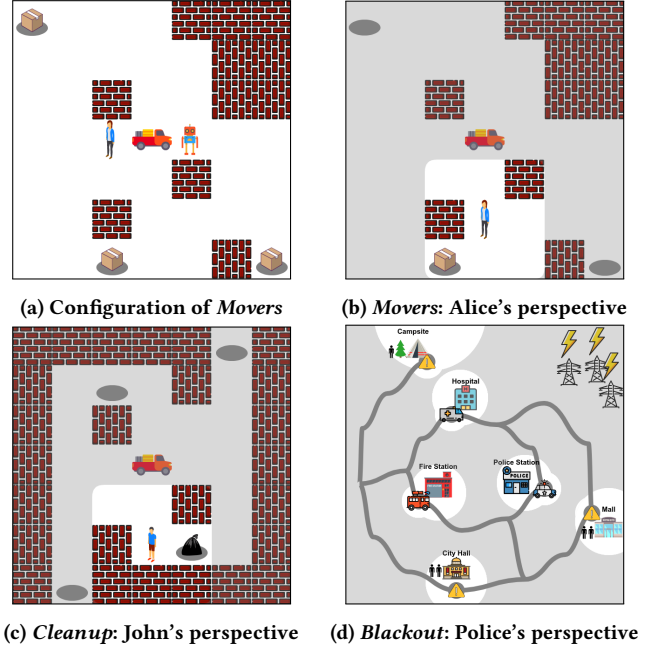 (a) Configuration of Movers
(b) Movers: Alice's perspective
Campsite
Hospital
Fire Station
Police Station
POLICE
Mall
City Hall
(c) Cleanup: John's perspective
(d) Blackout: Police's perspective